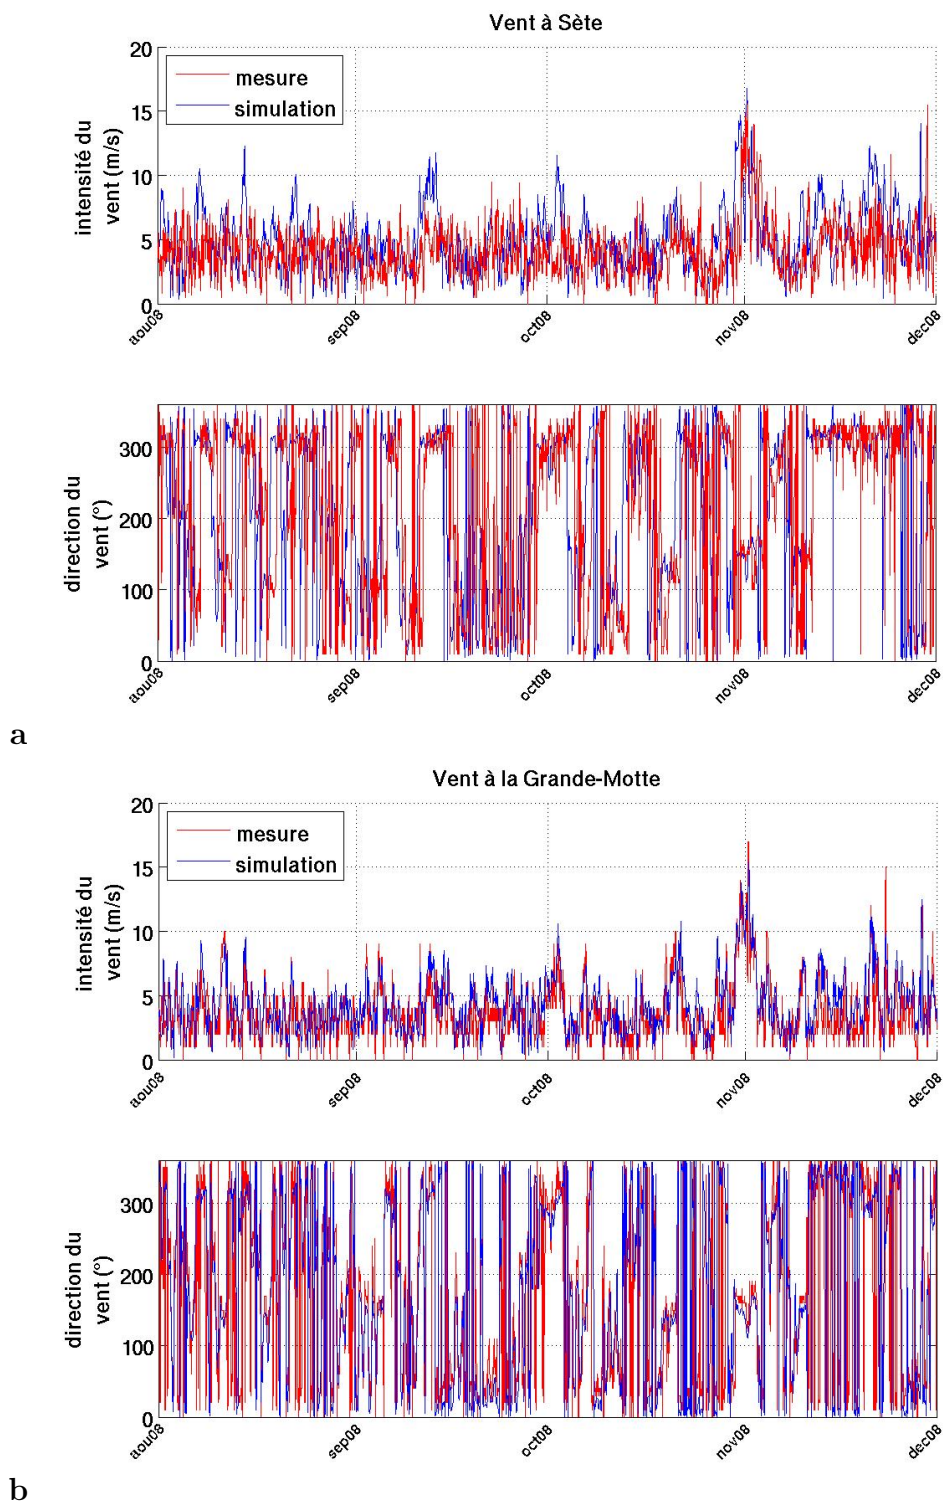 Vent à Sète
20
15
10
5
0
intensité du
vent (m/s)
mesure
simulation
aou08
sep08
oct08
nov08
dec08
300
200
100
0
direction du
vent (°)
aou08
sep08
oct08
nov08
dec08
a
Vent à la Grande-Motte
20
15
10
5
0
intensité du
vent (m/s)
mesure
simulation
aou08
sep08
oct08
nov08
dec08
300
200
100
0
direction du
vent (°)
aou08
sep08
oct08
nov08
dec08
b